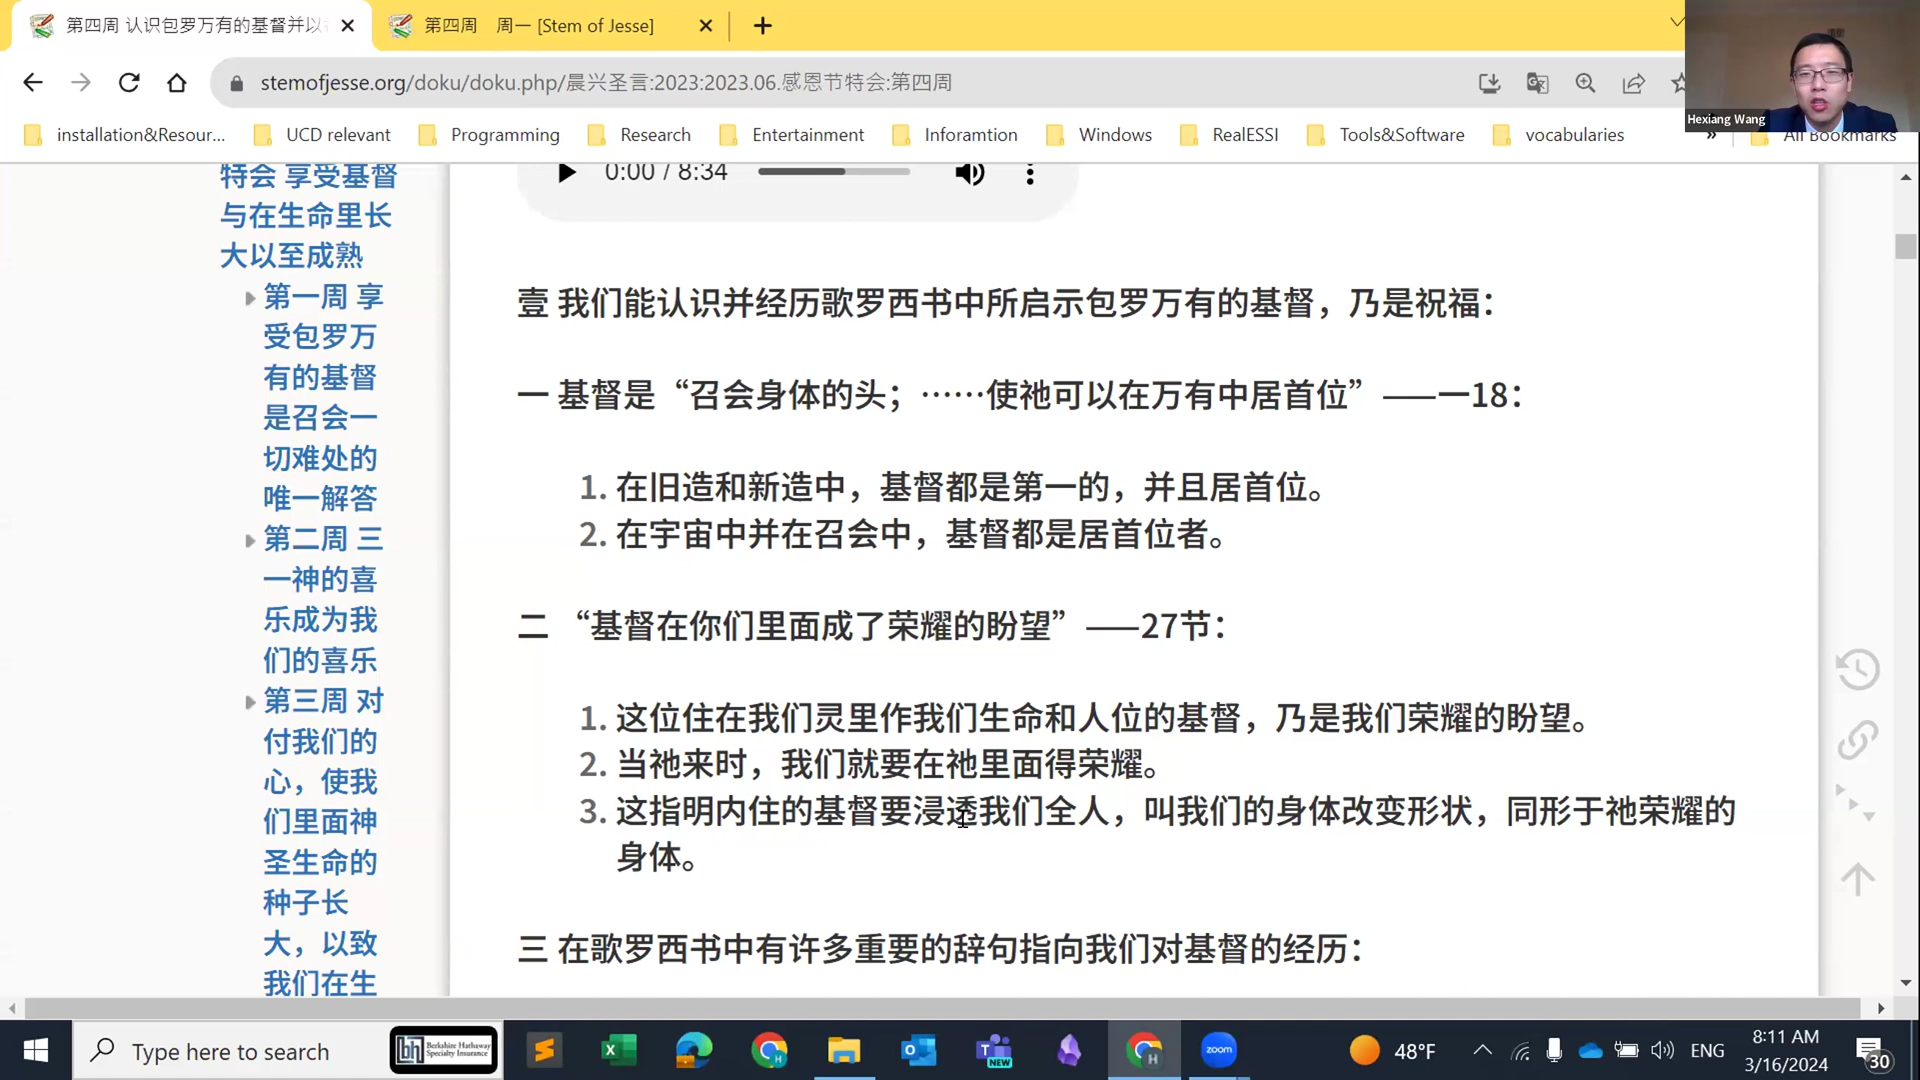 第四周 认识包罗万有的基督并以
第四周 周一 [Stem of Jesse]
stemofjesse.org/doku/doku.php/晨兴圣言:2023:2023.06.感恩节特会:第四周
Hexiang Wang
installation&Resour...
UCD relevant
Programming
Research
Entertainment
Inforamtion
Windows
RealESSI
Tools&Software
vocabularies
»
All Bookmarks
特会 享受基督
与在生命里长
大以至成熟
第一周 享
受包罗万
有的基督
是召会一
切难处的
唯一解答
第二周 三
一神的喜
乐成为我
们的喜乐
第三周 对
付我们的
心，使我
们里面神
圣生命的
种子长
大，以致
我们在生
0:00 / 8:34
壹 我们能认识并经历歌罗西书中所启示包罗万有的基督，乃是祝福：
一 基督是“召会身体的头；……使祂可以在万有中居首位”——一18：
1. 在旧造和新造中，基督都是第一的，并且居首位。
2. 在宇宙中并在召会中，基督都是居首位者。
二 “基督在你们里面成了荣耀的盼望”——27节：
1. 这位住在我们灵里作我们生命和人位的基督，乃是我们荣耀的盼望。
2. 当祂来时，我们就要在祂里面得荣耀。
3. 这指明内住的基督要浸透我们全人，叫我们的身体改变形状，同形于祂荣耀的
身体。
三 在歌罗西书中有许多重要的辞句指向我们对基督的经历：
Type here to search
bh Berkshire Hathaway
Specialty Insurance
NEW
zoom
48°F
ENG
8:11 AM
3/16/2024
30